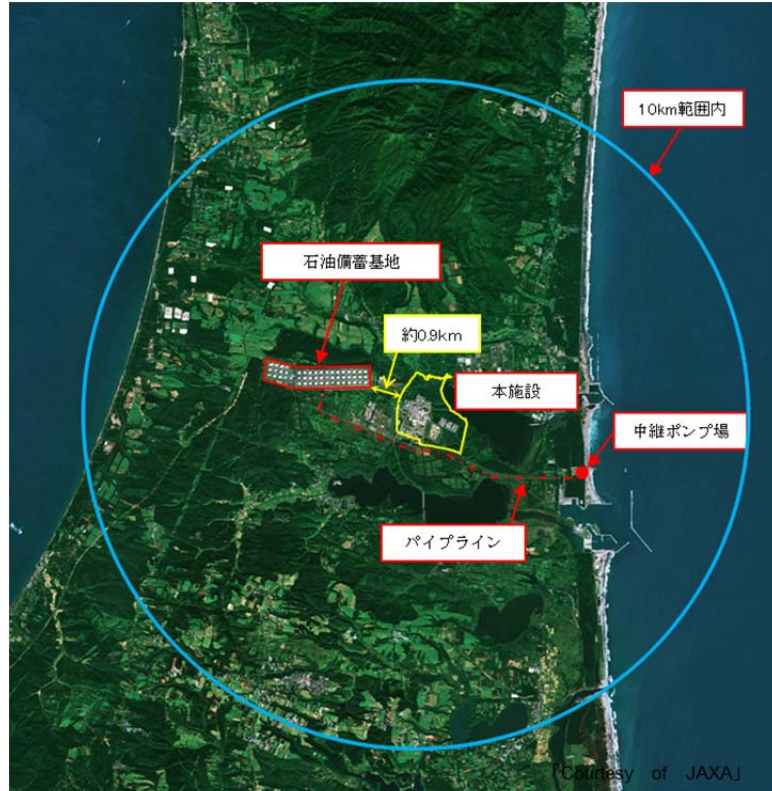 10km範囲内
石油備蓄基地
約0.9km
本施設
中継ポンプ場
パイプライン
「Courtesy of JAXA」